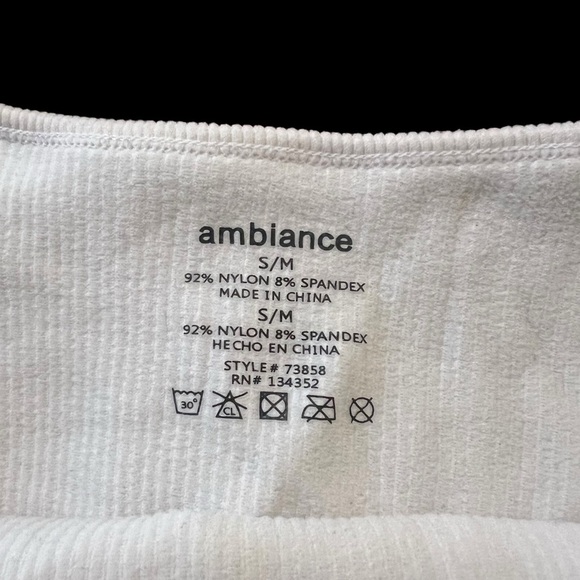 ambiance
S/M
92% NYLON 8% SPANDEX
MADE IN CHINA
S/M
92% NYLON 8% SPANDEX
HECHO EN CHINA
STYLE# 73858
RN# 134352
30° CL